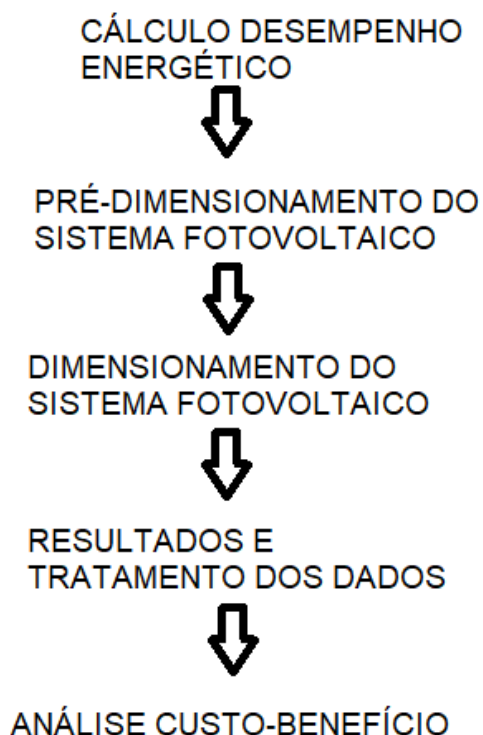 CÁLCULO DESEMPENHO
ENERGÉTICO
PRÉ-DIMENSIONAMENTO DO
SISTEMA FOTOVOLTAICO
DIMENSIONAMENTO DO
SISTEMA FOTOVOLTAICO
RESULTADOS E
TRATAMENTO DOS DADOS
ANÁLISE CUSTO-BENEFÍCIO